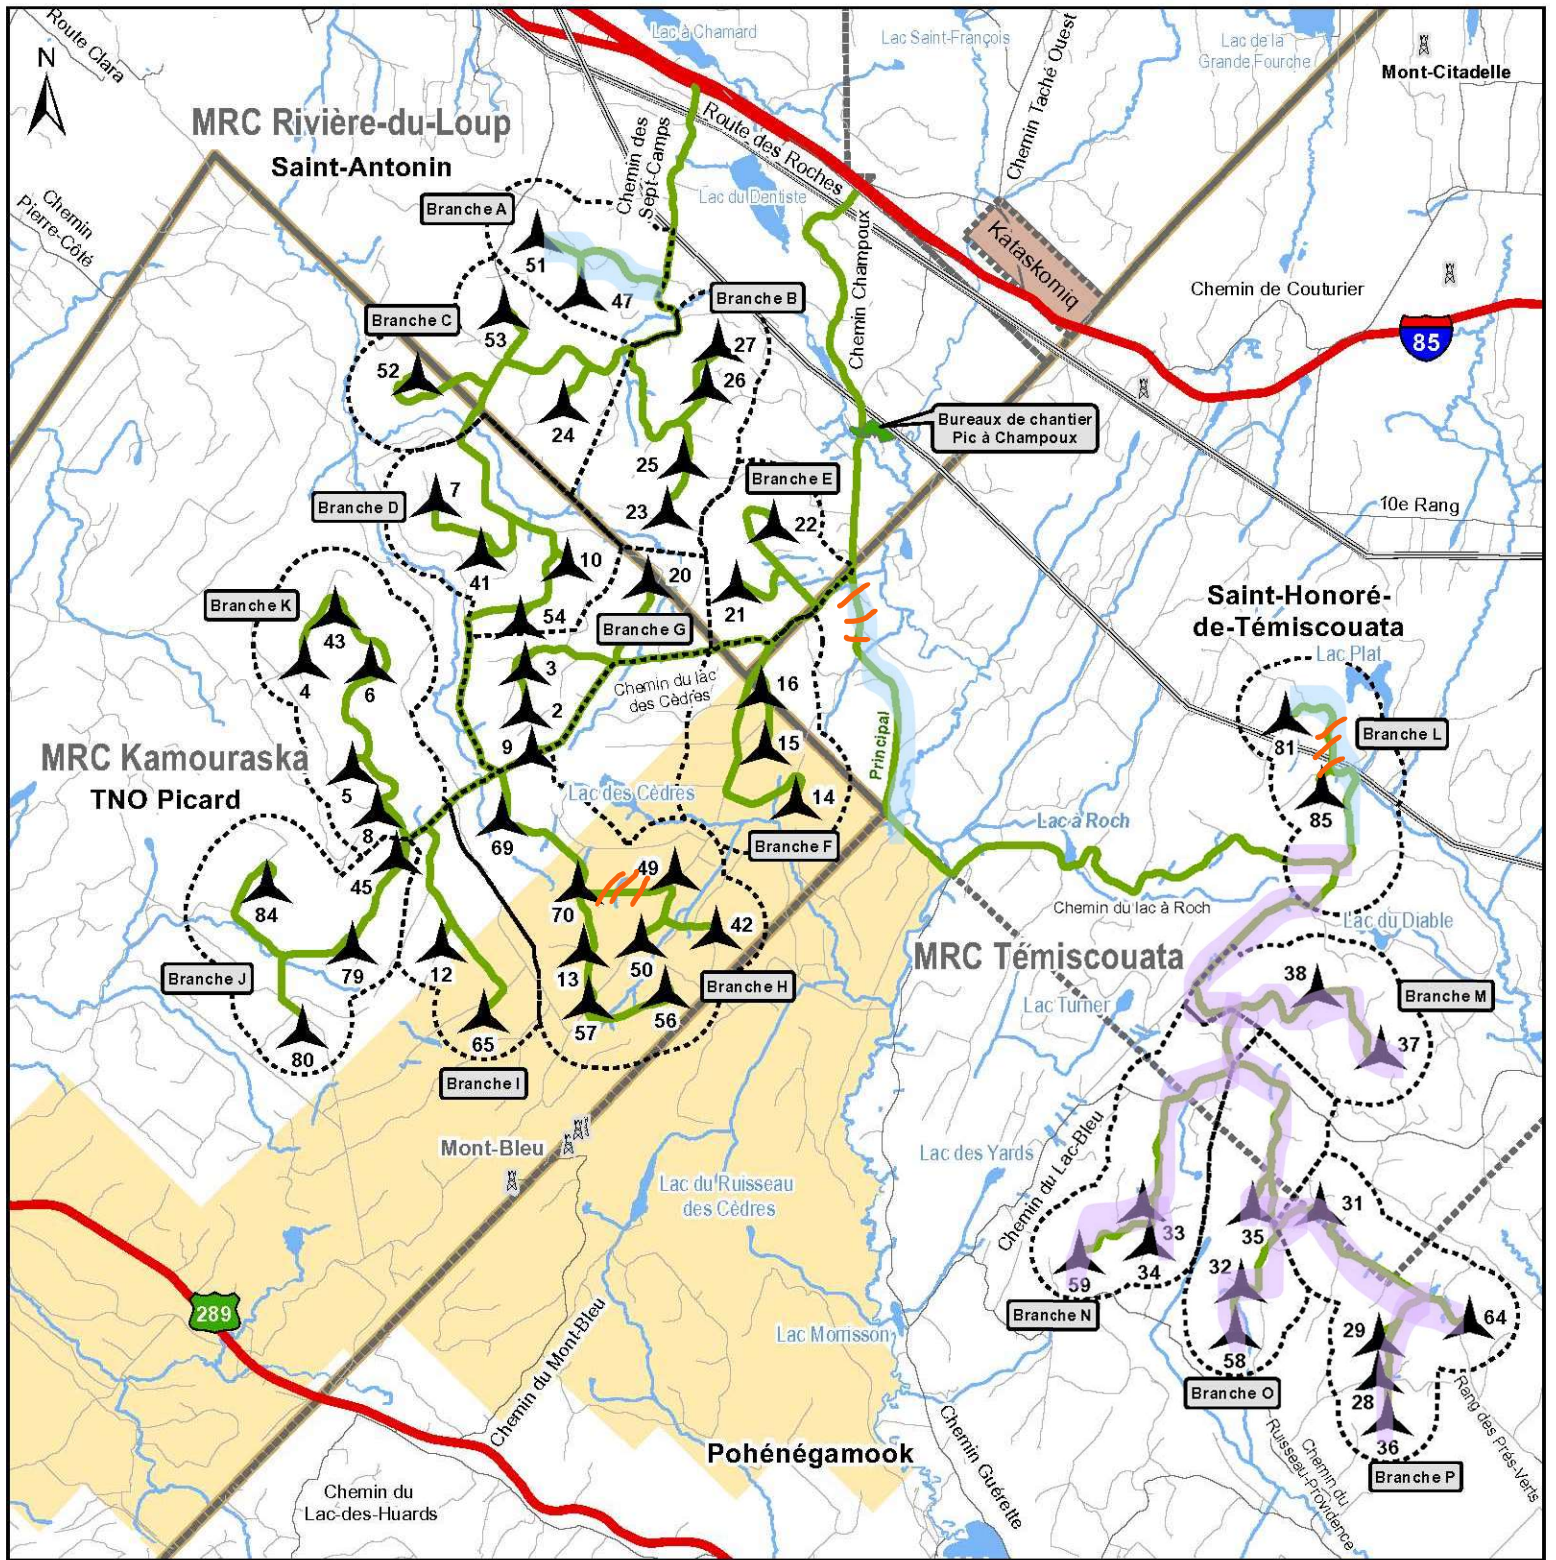 Route Clara
N
MRC Rivière-du-Loup
Saint-Antonin
Chemin
Pierre-Côté
Chemin des
Sept-Camps
Lac à Chamard
Route des Roches
Lac du Dentiste
Lac Saint-François
Chemin Taché Ouest
Lac de la
Grande Fourche
Mont-Citadelle
Kataskomiq
Chemin de Couturier
85
Chemin Champoux
Bureaux de chantier
Pic à Champoux
10e Rang
Branche A
51
47
Branche B
27
26
25
23
Branche C
53
52
24
Branche D
7
41
10
54
Branche E
22
21
20
Branche G
Branche K
43
4
6
3
2
9
Chemin du lac
des Cèdres
16
15
14
Branche F
Principal
Saint-Honoré-
de-Témiscouata
Lac Plat
81
Branche L
85
MRC Kamouraska
TNO Picard
5
8
45
69
Lac des Cèdres
Lac à Roch
Chemin du lac à Roch
Lac du Diable
84
79
80
Branche J
12
65
Branche I
70
49
42
13
50
57
56
Branche H
MRC Témiscouata
Lac Turner
38
37
Branche M
Mont-Bleu
Lac du Ruisseau
des Cèdres
Lac des Yards
Chemin du Lac-Bleu
33
34
59
Branche N
35
32
58
Branche O
31
64
29
28
36
Branche P
Rang des Prés-Verts
Chemin du
Ruisseau-Providence
289
Chemin du Mont-Bleu
Lac Morrisson
Pohénégamook
Chemin Guérette
Chemin du
Lac-des-Huards